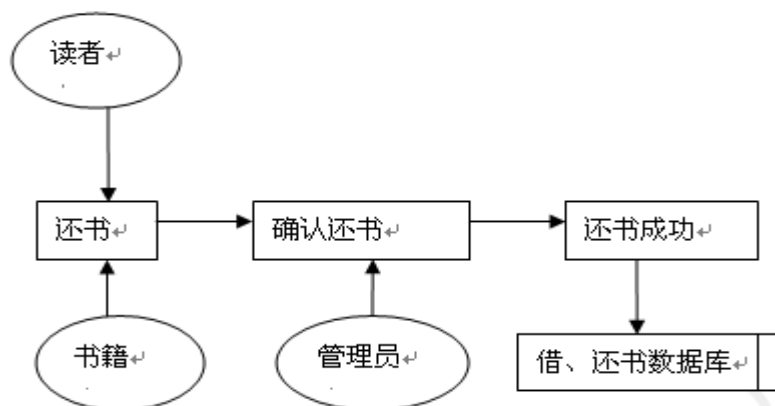 读者
还书
确认还书
还书成功
书籍
管理员
借、还书数据库